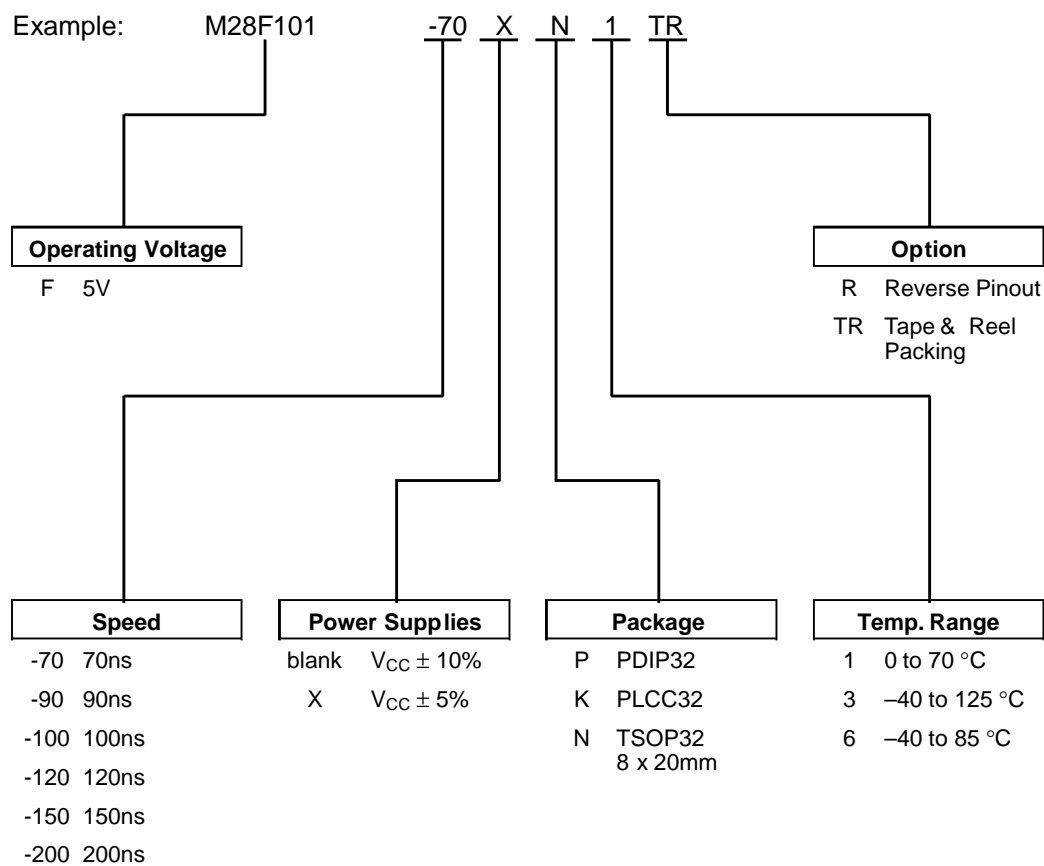 Example: M28F101 -70 X N 1 TR
Operating Voltage
F 5V
Option
R Reverse Pinout
TR Tape & Reel
Packing
Speed
-70 70ns
-90 90ns
-100 100ns
-120 120ns
-150 150ns
-200 200ns
Power Supplies
blank VCC ± 10%
X VCC ± 5%
Package
P PDIP32
K PLCC32
N TSOP32
8 x 20mm
Temp. Range
1 0 to 70 °C
3 –40 to 125 °C
6 –40 to 85 °C